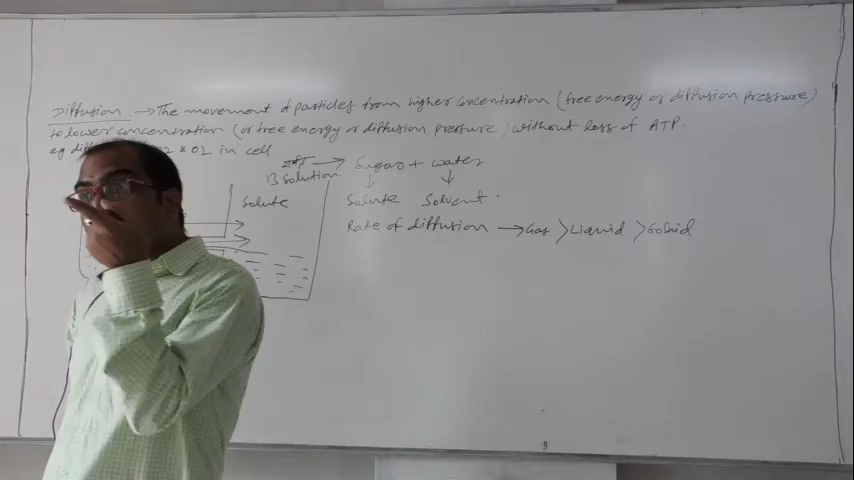 Diffusion → The movement of particles from higher concentration (free energy or diffusion pressure)
to lower concentration (or free energy or diffusion pressure) without loss of ATP.
eg O2 & O2 in cell
→ Sugar + water
B solution
Solute
Solute Solvent.
Rate of diffusion → Gas > Liquid > Solid